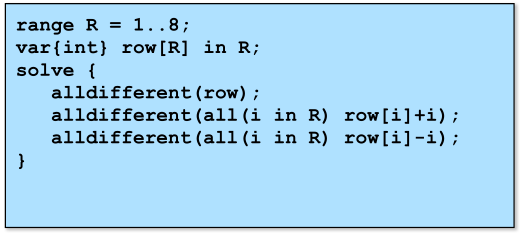 range R = 1..8;
var{int} row[R] in R;
solve {
   alldifferent(row);
   alldifferent(all(i in R) row[i]+i);
   alldifferent(all(i in R) row[i]-i);
}